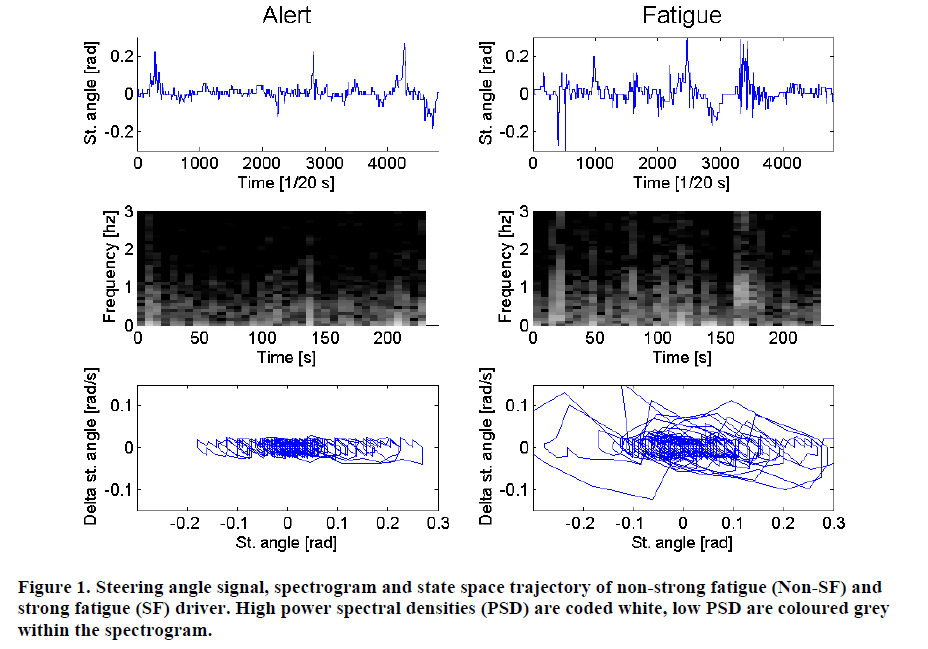 Alert
Fatigue
St. angle [rad]
0.2
0
-0.2
0 1000 2000 3000 4000
Time [1/20 s]
St. angle [rad]
0.2
0
-0.2
0 1000 2000 3000 4000
Time [1/20 s]
Frequency [hz]
3
2
1
0
0 50 100 150 200
Time [s]
Frequency [hz]
3
2
1
0
0 50 100 150 200
Time [s]
Delta st. angle [rad/s]
0.1
0
-0.1
-0.2 -0.1 0 0.1 0.2 0.3
St. angle [rad]
Delta st. angle [rad/s]
0.1
0
-0.1
-0.2 -0.1 0 0.1 0.2 0.3
St. angle [rad]
Figure 1. Steering angle signal, spectrogram and state space trajectory of non-strong fatigue (Non-SF) and
strong fatigue (SF) driver. High power spectral densities (PSD) are coded white, low PSD are coloured grey
within the spectrogram.